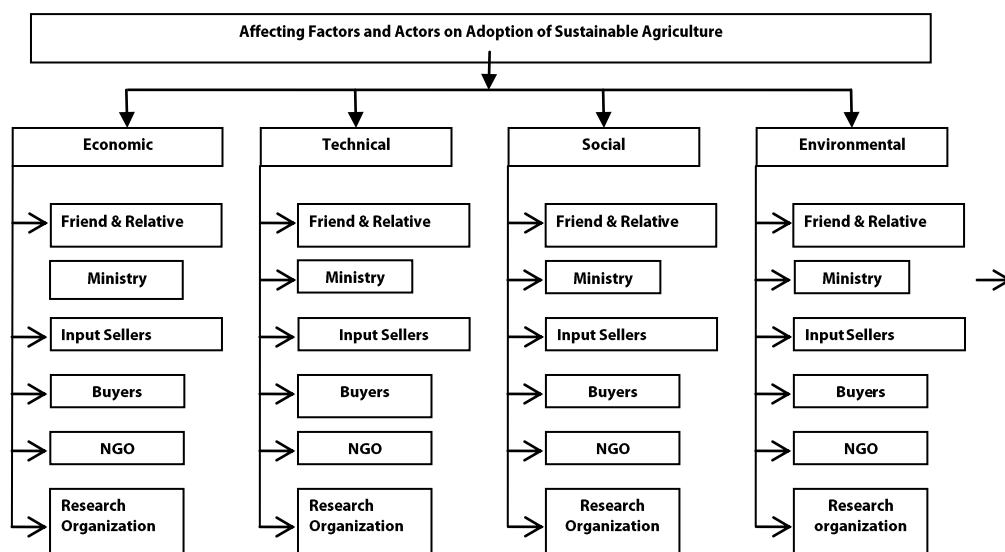 Affecting Factors and Actors on Adoption of Sustainable Agriculture
Economic
Technical
Social
Environmental
Friend & Relative
Friend & Relative
Friend & Relative
Friend & Relative
Ministry
Ministry
Ministry
Ministry
Input Sellers
Input Sellers
Input Sellers
Input Sellers
Buyers
Buyers
Buyers
Buyers
NGO
NGO
NGO
NGO
Research
Organization
Research
Organization
Research
Organization
Research
organization